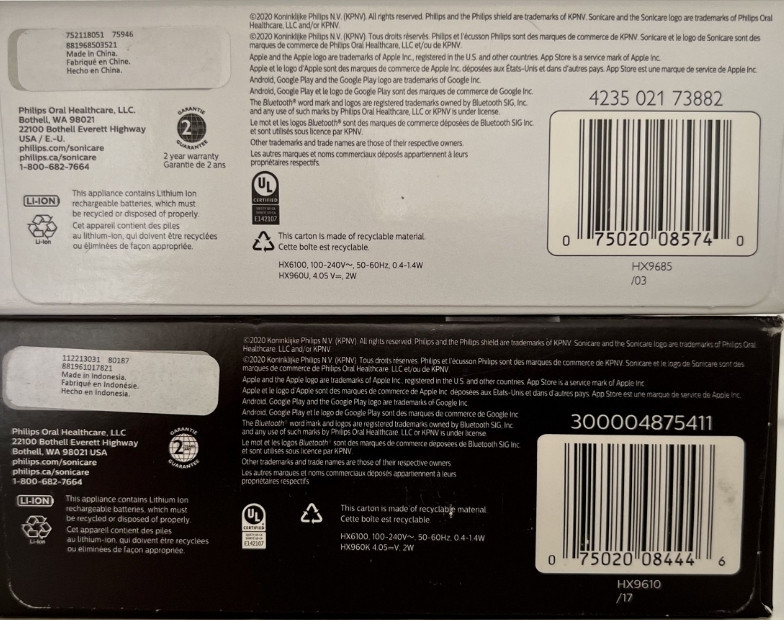 752118051 75946
881968503521
Made in China.
Fabriqué en Chine.
Hecho en China.
Philips Oral Healthcare, LLC.
Bothell, WA 98021
22100 Bothell Everett Highway
USA / E.-U.
philips.com/sonicare
philips.ca/sonicare
1-800-682-7664
GARANTIE
2
GUARANTEE
2 year warranty
Garantie de 2 ans
LI-ION
Li-Ion
This appliance contains Lithium Ion
rechargeable batteries, which must
be recycled or disposed of properly.
Cet appareil contient des piles
au lithium-ion, qui doivent être recyclées
ou éliminées de façon appropriée.
©2020 Koninklijke Philips N.V. (KPNV). All rights reserved. Philips and the Philips shield are trademarks of KPNV. Sonicare and the Sonicare logo are trademarks of Philips Oral
Healthcare, LLC and/or KPNV.
©2020 Koninklijke Philips N.V. (KPNV). Tous droits réservés. Philips et l'écusson Philips sont des marques de commerce de KPNV. Sonicare et le logo de Sonicare sont des
marques de commerce de Philips Oral Healthcare, LLC et/ou de KPNV.
Apple and the Apple logo are trademarks of Apple Inc., registered in the U.S. and other countries. App Store is a service mark of Apple Inc.
Apple et le logo d'Apple sont des marques de commerce de Apple Inc. déposées aux États-Unis et dans d'autres pays. App Store est une marque de service de Apple Inc.
Android, Google Play and the Google Play logo are trademarks of Google Inc.
Android, Google Play et le logo de Google Play sont des marques de commerce de Google Inc.
The Bluetooth® word mark and logos are registered trademarks owned by Bluetooth SIG, Inc.
and any use of such marks by Philips Oral Healthcare, LLC or KPNV is under license.
Le mot et les logos Bluetooth® sont des marques de commerce déposées de Bluetooth SIG, Inc.
et sont utilisés sous licence par KPNV.
Other trademarks and trade names are those of their respective owners.
Les autres marques et noms commerciaux déposés appartiennent à leurs
propriétaires respectifs.
UL
CERTIFIED
E142107
This carton is made of recyclable material.
Cette boîte est recyclable.
HX6100, 100-240V~, 50-60Hz, 0.4-1.4W
HX960U, 4.05 V⎓, 2W
4235 021 73882
0 75020 08574 0
HX9685
/03
112213031 80187
881961017821
Made in Indonesia.
Fabriqué en Indonésie.
Hecho en Indonesia.
Philips Oral Healthcare, LLC
22100 Bothell Everett Highway
Bothell, WA 98021 USA
philips.com/sonicare
philips.ca/sonicare
1-800-682-7664
GARANTIE
2
GUARANTEE
LI-ION
Li-Ion
This appliance contains Lithium Ion
rechargeable batteries, which must
be recycled or disposed of properly.
Cet appareil contient des piles
au lithium-ion, qui doivent être recyclées
ou éliminées de façon appropriée.
©2020 Koninklijke Philips N.V. (KPNV). All rights reserved. Philips and the Philips shield are trademarks of KPNV. Sonicare and the Sonicare logo are trademarks of Philips Oral
Healthcare, LLC and/or KPNV.
©2020 Koninklijke Philips N.V. (KPNV). Tous droits réservés. Philips et l'écusson Philips sont des marques de commerce de KPNV. Sonicare et le logo de Sonicare sont des
marques de commerce de Philips Oral Healthcare, LLC et/ou de KPNV.
Apple and the Apple logo are trademarks of Apple Inc., registered in the U.S. and other countries. App Store is a service mark of Apple Inc.
Apple et le logo d'Apple sont des marques de commerce de Apple Inc. déposées aux États-Unis et dans d'autres pays. App Store est une marque de service de Apple Inc.
Android, Google Play and the Google Play logo are trademarks of Google Inc.
Android, Google Play et le logo de Google Play sont des marques de commerce de Google Inc
The Bluetooth® word mark and logos are registered trademarks owned by Bluetooth SIG, Inc.
and any use of such marks by Philips Oral Healthcare, LLC or KPNV is under license.
Le mot et les logos Bluetooth® sont des marques de commerce déposées de Bluetooth SIG, Inc
et sont utilisés sous licence par KPNV.
Other trademarks and trade names are those of their respective owners.
Les autres marques et noms commerciaux déposés appartiennent à leurs
propriétaires respectifs
UL
CERTIFIED
E142107
This carton is made of recyclable material.
Cette boîte est recyclable
HX6100, 100-240V~, 50-60Hz, 0.4-1.4W
HX960K 4.05⎓V, 2W
300004875411
0 75020 08444 6
HX9610
/17